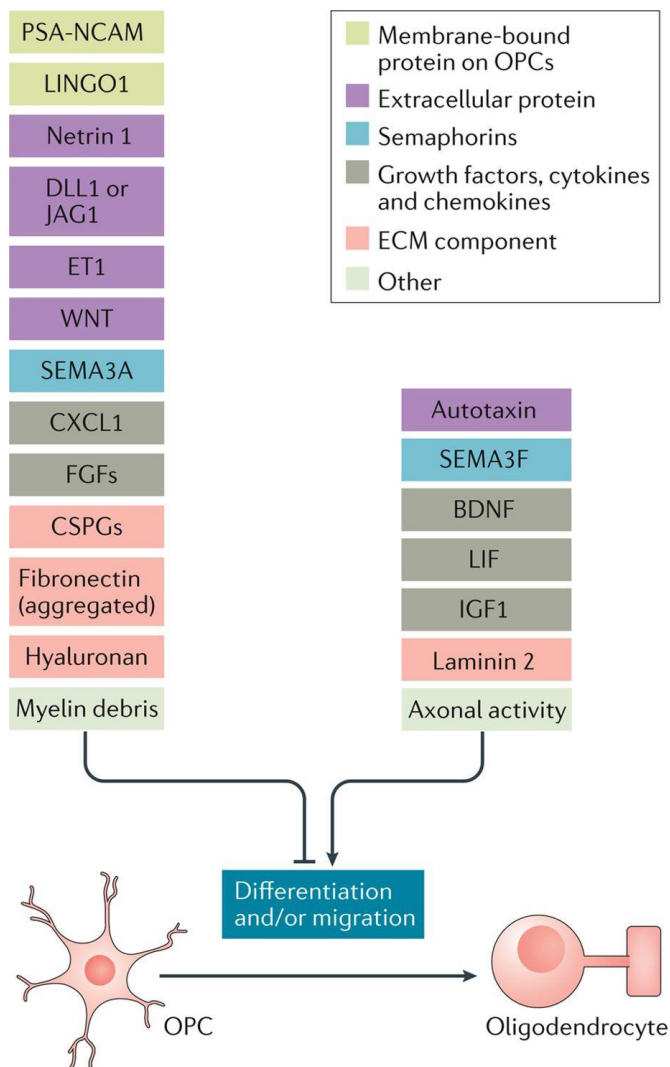 PSA-NCAM
LINGO1
Netrin 1
DLL1 or
JAG1
ET1
WNT
SEMA3A
CXCL1
FGFs
CSPGs
Fibronectin
(aggregated)
Hyaluronan
Myelin debris
Membrane-bound
protein on OPCs
Extracellular protein
Semaphorins
Growth factors, cytokines
and chemokines
ECM component
Other
Autotaxin
SEMA3F
BDNF
LIF
IGF1
Laminin 2
Axonal activity
Differentiation
and/or migration
OPC
Oligodendrocyte